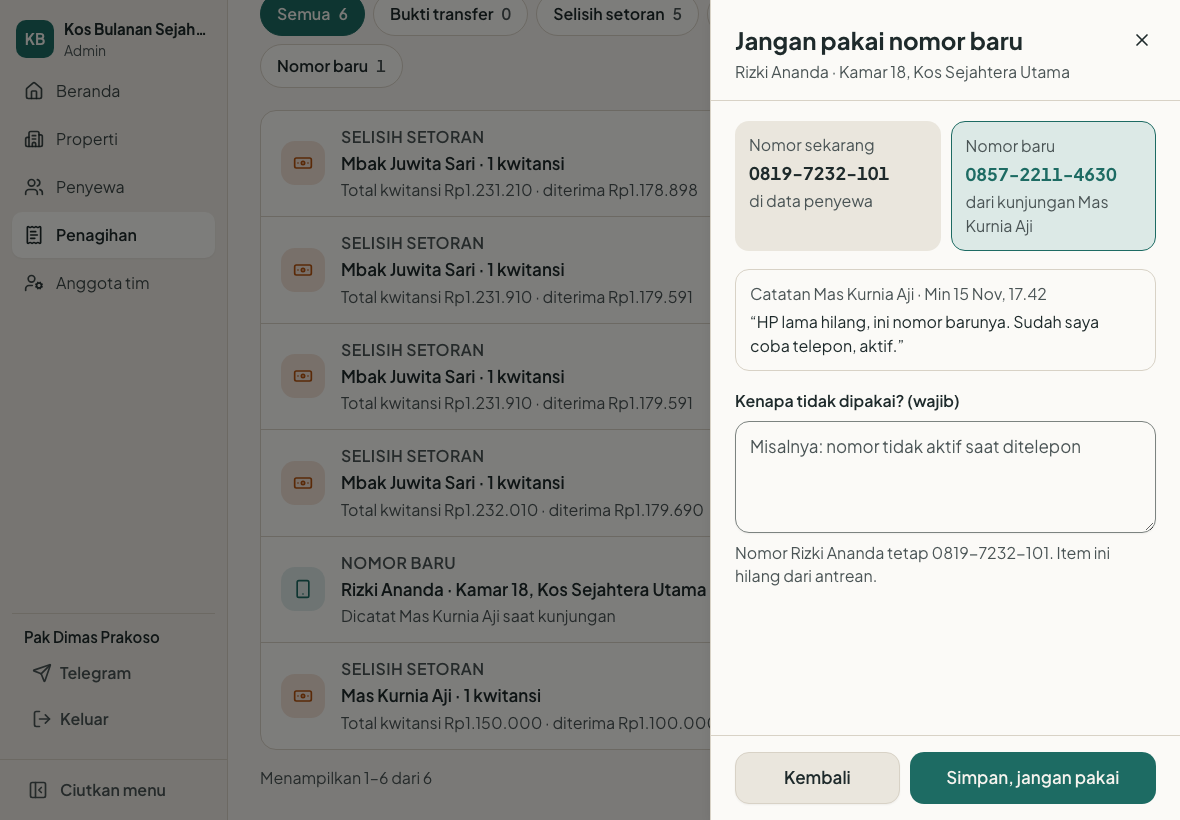 KB
Kos Bulanan Sejah…
Admin
Beranda
Properti
Penyewa
Penagihan
Anggota tim
Pak Dimas Prakoso
Telegram
Keluar
Ciutkan menu
Semua 6
Bukti transfer 0
Selisih setoran 5
Nomor baru 1
SELISIH SETORAN
Mbak Juwita Sari · 1 kwitansi
Total kwitansi Rp1.231.210 · diterima Rp1.178.898
SELISIH SETORAN
Mbak Juwita Sari · 1 kwitansi
Total kwitansi Rp1.231.910 · diterima Rp1.179.591
SELISIH SETORAN
Mbak Juwita Sari · 1 kwitansi
Total kwitansi Rp1.231.910 · diterima Rp1.179.591
SELISIH SETORAN
Mbak Juwita Sari · 1 kwitansi
Total kwitansi Rp1.232.010 · diterima Rp1.179.690
NOMOR BARU
Rizki Ananda · Kamar 18, Kos Sejahtera Utama
Dicatat Mas Kurnia Aji saat kunjungan
SELISIH SETORAN
Mas Kurnia Aji · 1 kwitansi
Total kwitansi Rp1.150.000 · diterima Rp1.100.000
Menampilkan 1–6 dari 6
Jangan pakai nomor baru
Rizki Ananda · Kamar 18, Kos Sejahtera Utama
Nomor sekarang
0819-7232-101
di data penyewa
Nomor baru
0857-2211-4630
dari kunjungan Mas
Kurnia Aji
Catatan Mas Kurnia Aji · Min 15 Nov, 17.42
“HP lama hilang, ini nomor barunya. Sudah saya
coba telepon, aktif.”
Kenapa tidak dipakai? (wajib)
Misalnya: nomor tidak aktif saat ditelepon
Nomor Rizki Ananda tetap 0819-7232-101. Item ini
hilang dari antrean.
Kembali
Simpan, jangan pakai